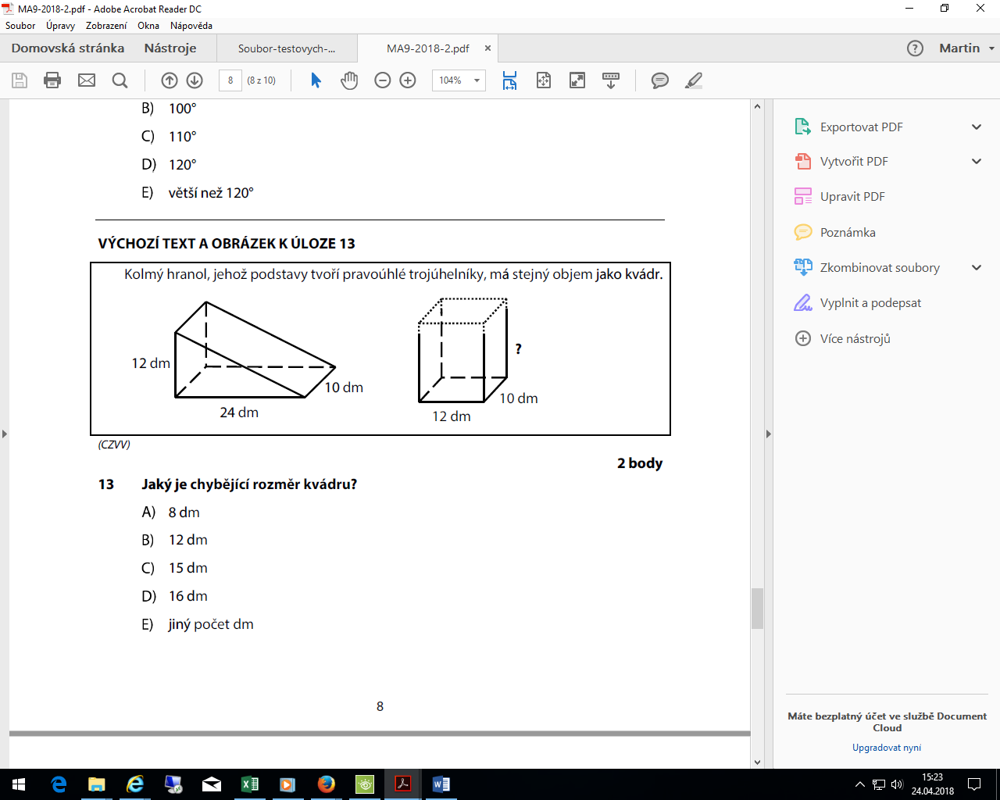 MA9-2018-2.pdf - Adobe Acrobat Reader DC
Soubor Úpravy Zobrazení Okna Nápověda
Domovská stránka Nástroje Soubor-testovych-... MA9-2018-2.pdf × Martin
8 (8 z 10) 104%
B) 100°
C) 110°
D) 120°
E) větší než 120°
VÝCHOZÍ TEXT A OBRÁZEK K ÚLOZE 13
Kolmý hranol, jehož podstavy tvoří pravoúhlé trojúhelníky, má stejný objem jako kvádr.
12 dm
10 dm
24 dm
?
10 dm
12 dm
(CZVV)
2 body
13 Jaký je chybějící rozměr kvádru?
A) 8 dm
B) 12 dm
C) 15 dm
D) 16 dm
E) jiný počet dm
8
Exportovat PDF
Vytvořit PDF
Upravit PDF
Poznámka
Zkombinovat soubory
Vyplnit a podepsat
Více nástrojů
Máte bezplatný účet ve službě Document
Cloud
Upgradovat nyní
15:23
24.04.2018